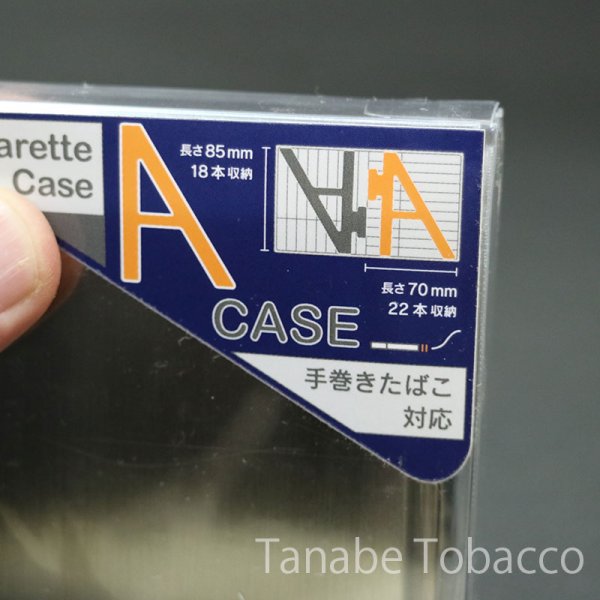 arette
Case
A
長さ85mm
18本収納
A
A
長さ70mm
22本収納
CASE
手巻きたばこ
対応
Tanabe Tobacco